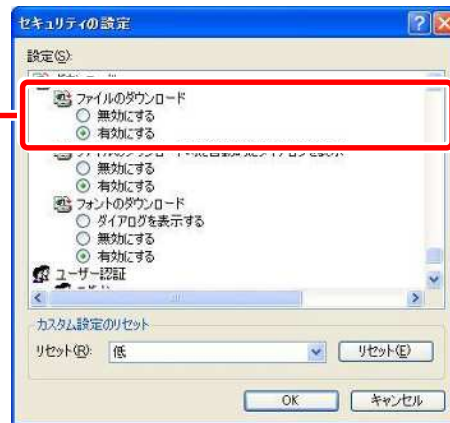 セキュリティの設定
設定(S):
ファイルのダウンロード
無効にする
有効にする
無効にする
有効にする
フォントのダウンロード
ダイアログを表示する
無効にする
有効にする
ユーザー認証
カスタム設定のリセット
リセット(R): 低 リセット(E)
OK キャンセル